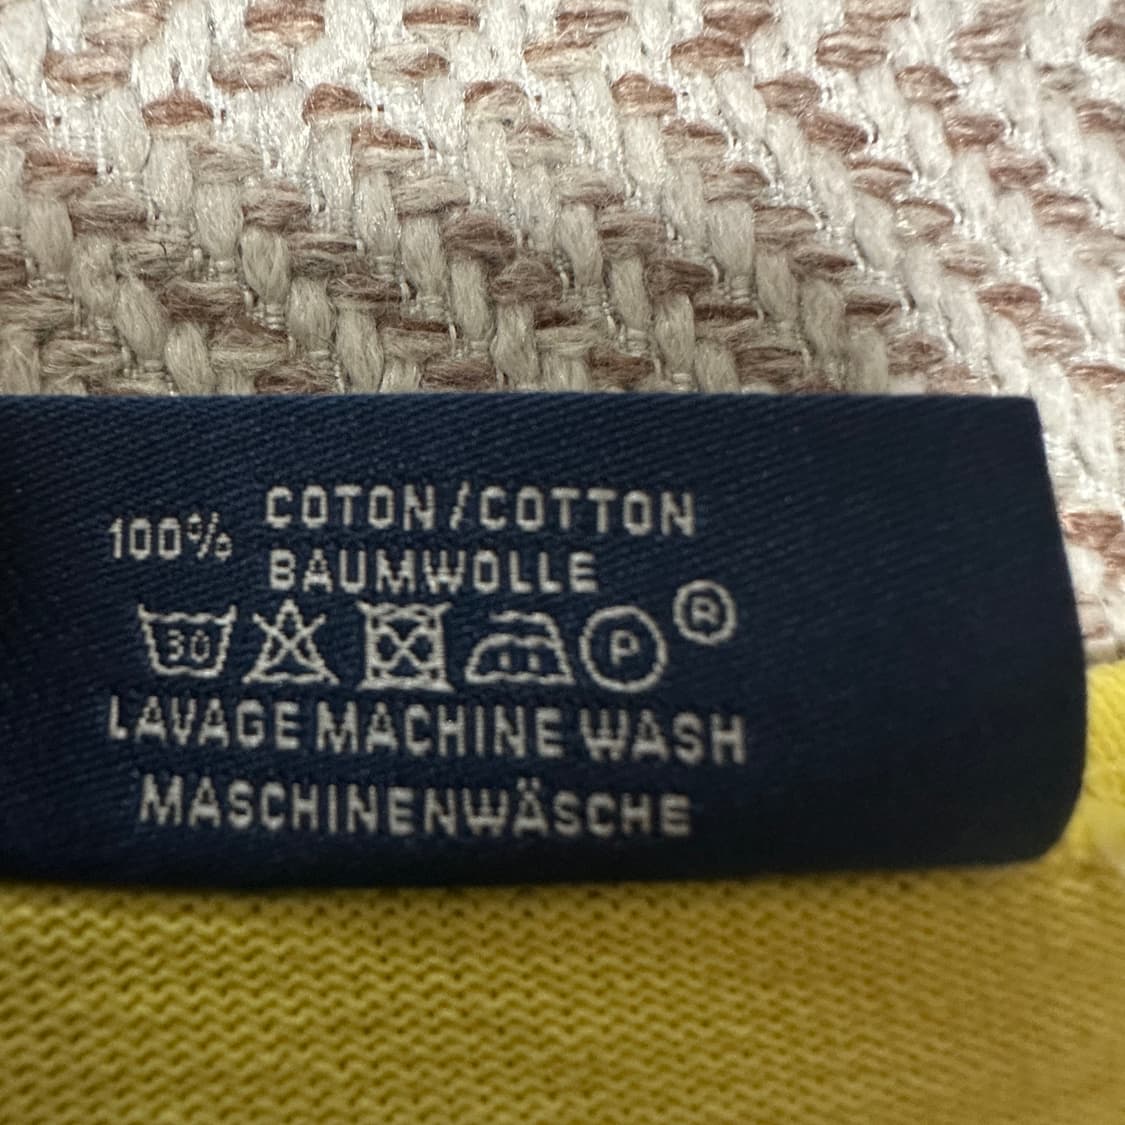 100% COTON/COTTON
BAUMWOLLE
30 P ®
LAVAGE MACHINE WASH
MASCHINENWÄSCHE